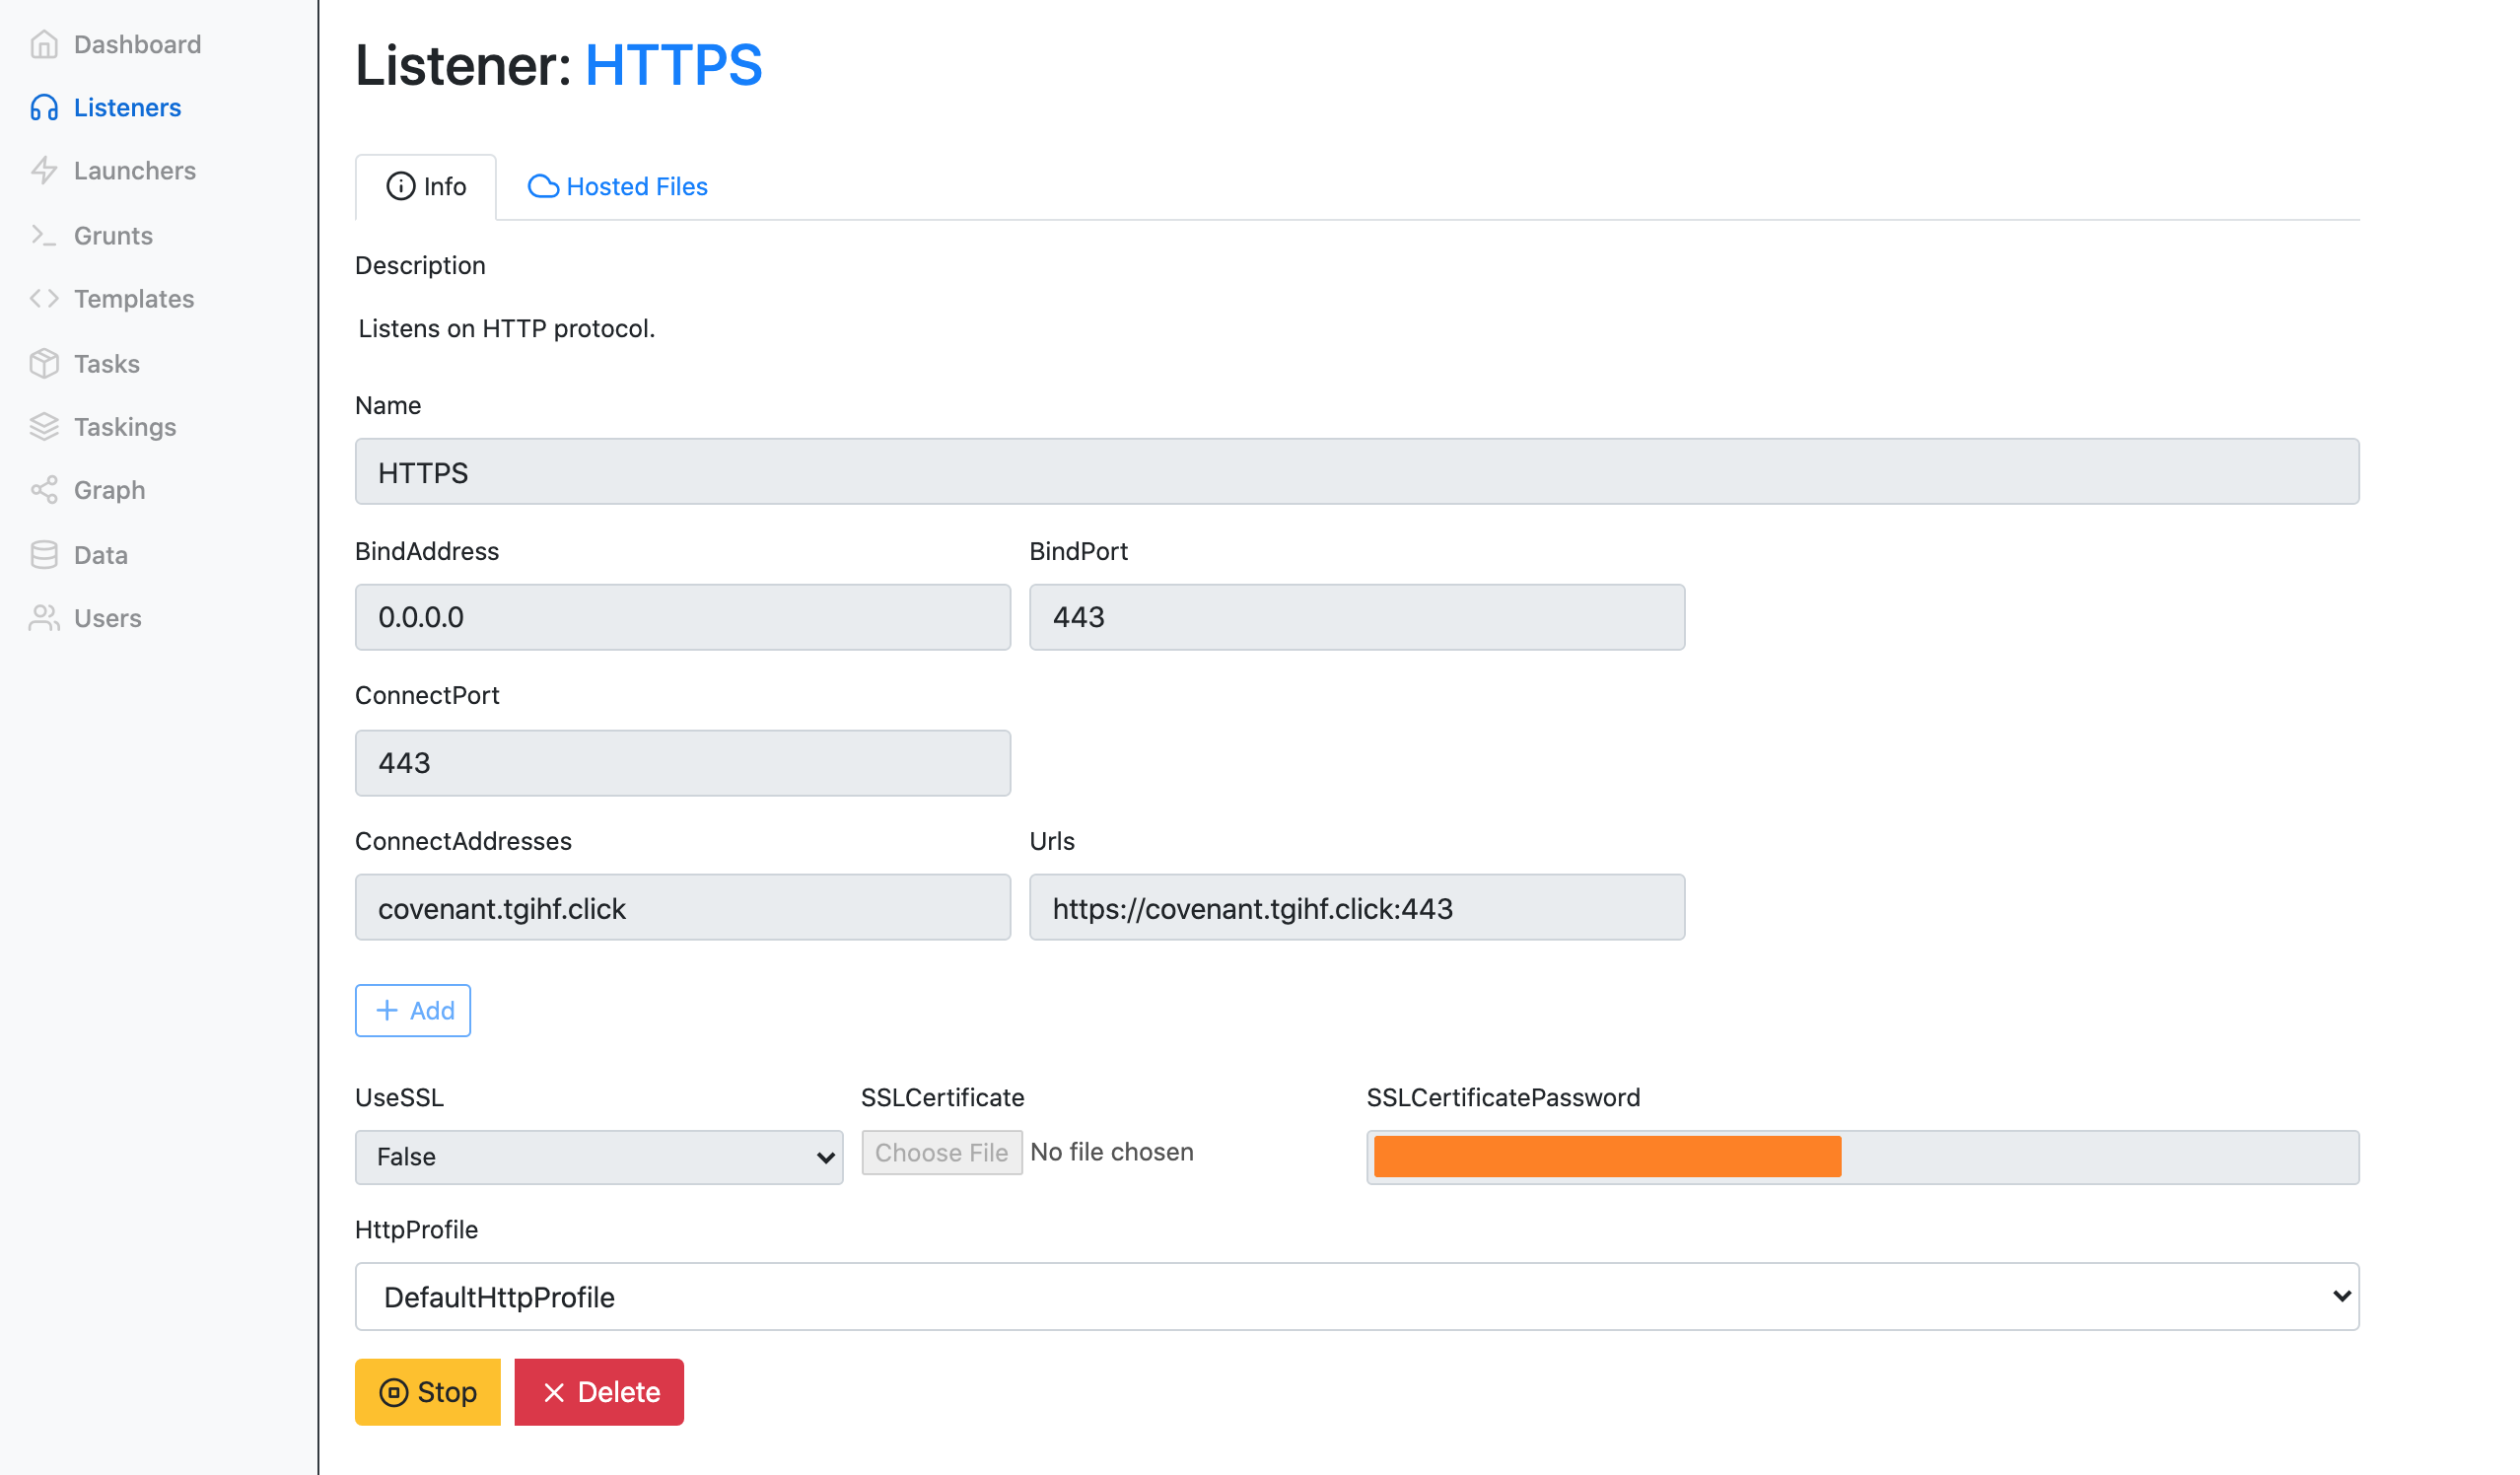 Dashboard
Listeners
Launchers
Grunts
Templates
Tasks
Taskings
Graph
Data
Users
Listener: HTTPS
Info
Hosted Files
Description
Listens on HTTP protocol.
Name
HTTPS
BindAddress
BindPort
0.0.0.0
443
ConnectPort
443
ConnectAddresses
Urls
covenant.tgihf.click
https://covenant.tgihf.click:443
Add
UseSSL
SSLCertificate
SSLCertificatePassword
False
Choose File No file chosen
HttpProfile
DefaultHttpProfile
Stop
Delete